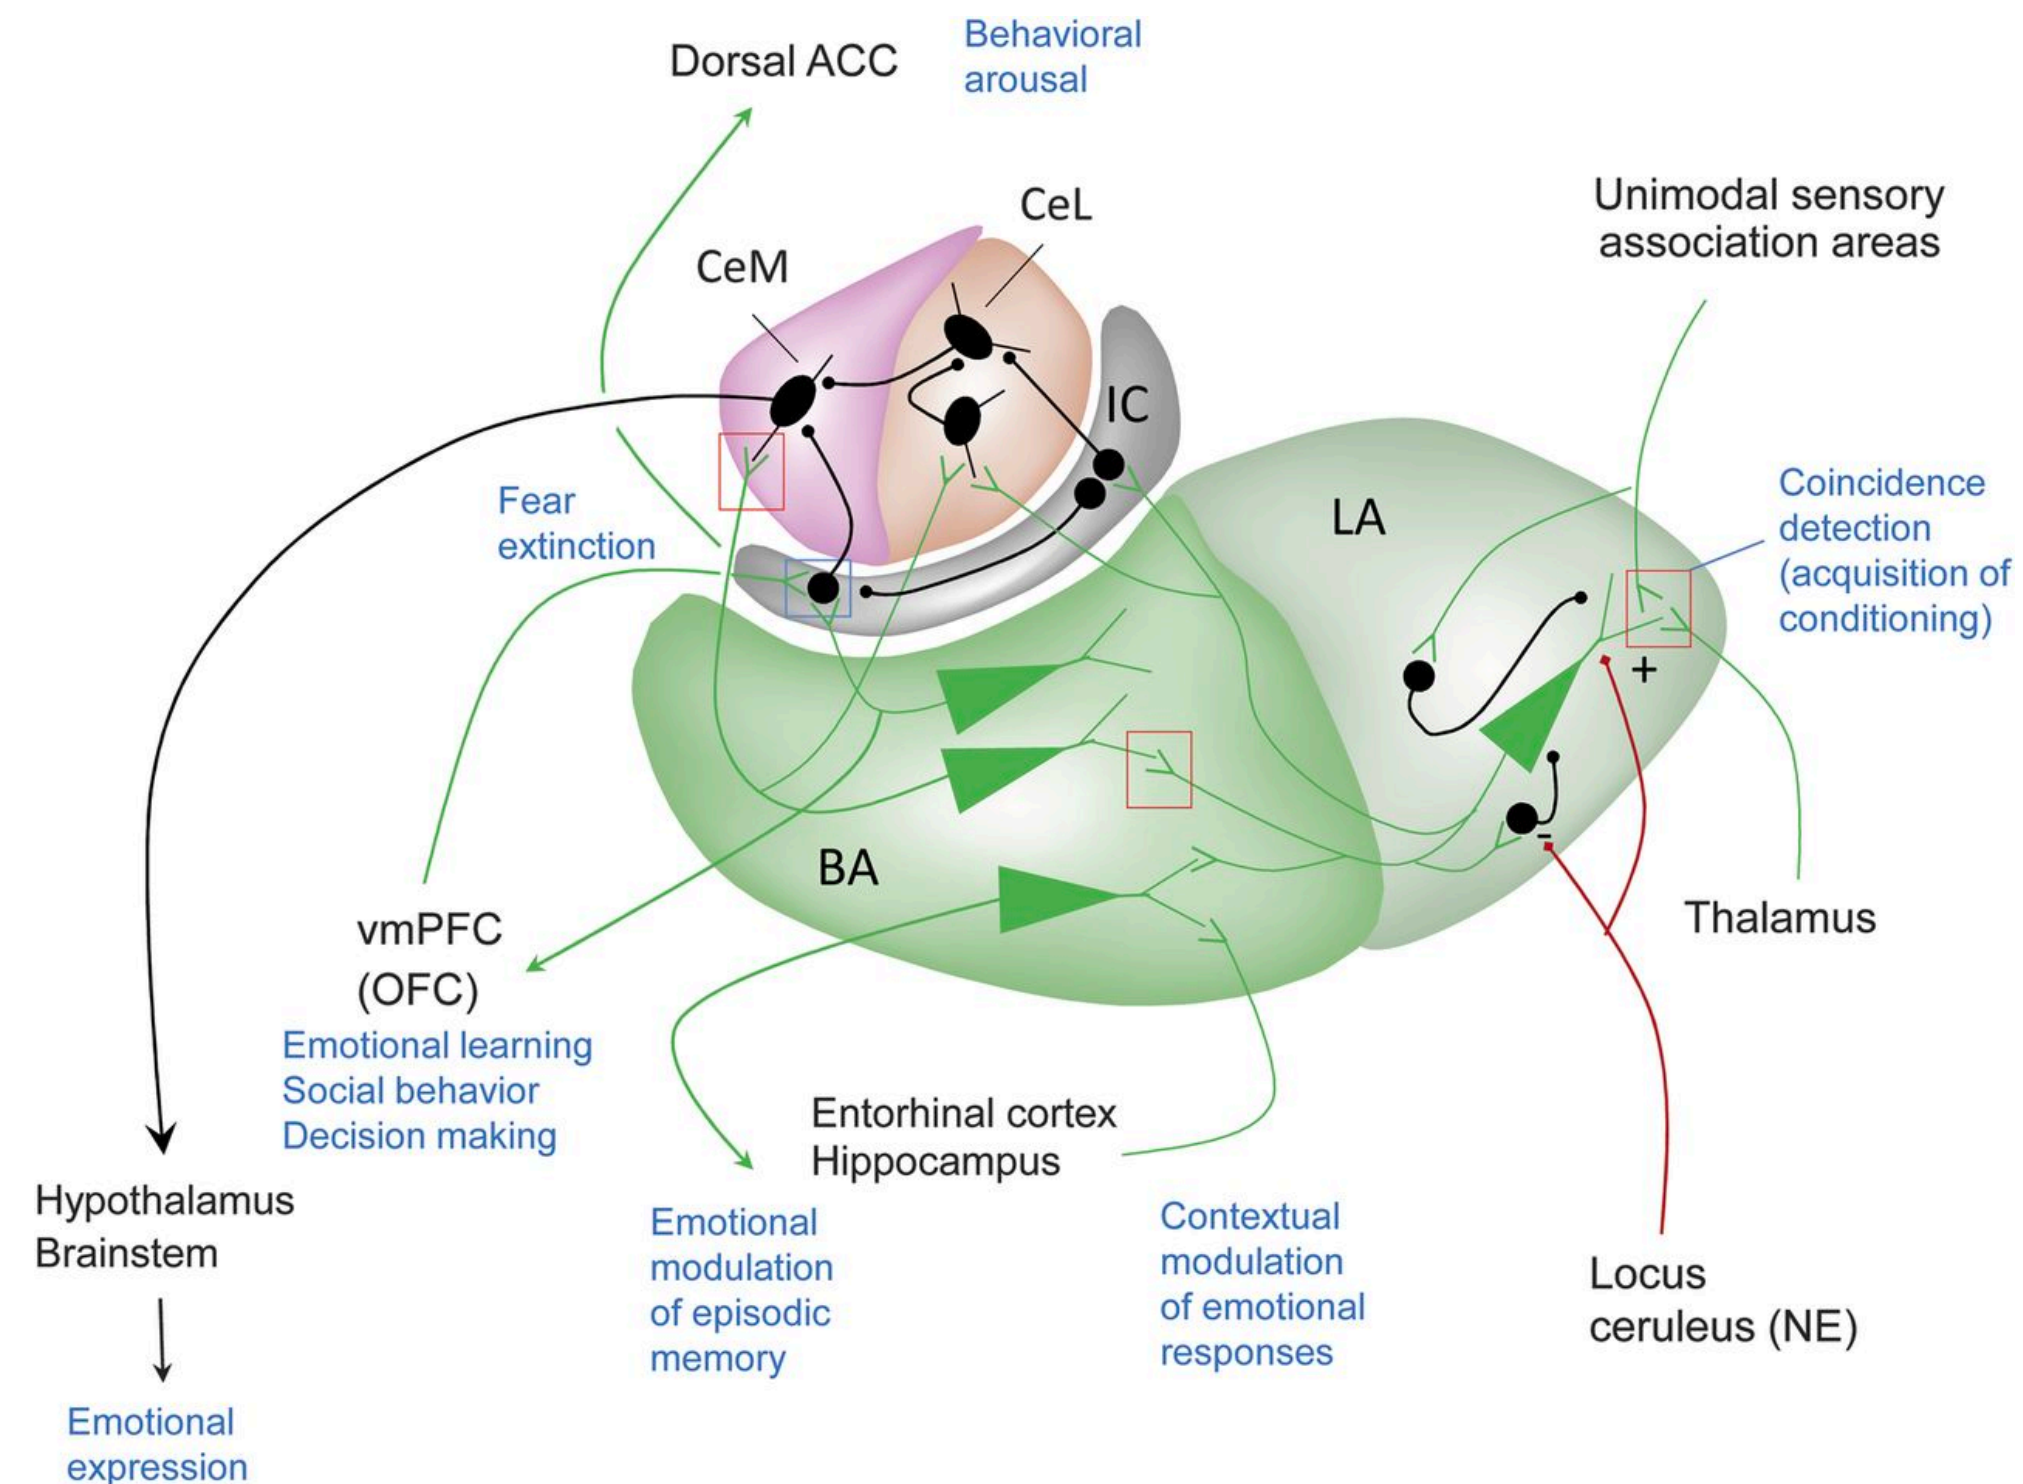 Dorsal ACC
Behavioral
arousal
CeL
CeM
Unimodal sensory
association areas
IC
LA
Coincidence
detection
(acquisition of
conditioning)
Fear
extinction
+
-
BA
vmPFC
(OFC)
Emotional learning
Social behavior
Decision making
Thalamus
Entorhinal cortex
Hippocampus
Hypothalamus
Brainstem
Emotional
modulation
of episodic
memory
Contextual
modulation
of emotional
responses
Locus
ceruleus (NE)
Emotional
expression